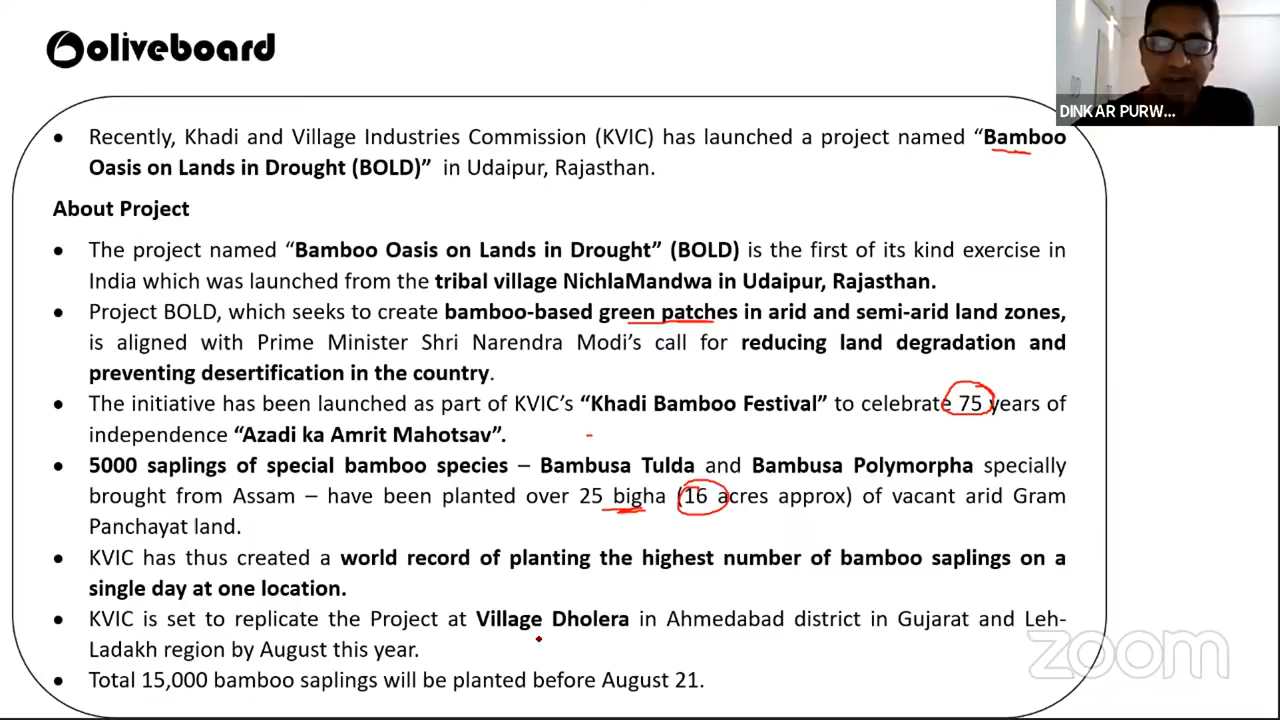 oliveboard
DINKAR PURW...
• Recently, Khadi and Village Industries Commission (KVIC) has launched a project named “Bamboo
Oasis on Lands in Drought (BOLD)” in Udaipur, Rajasthan.
About Project
• The project named “Bamboo Oasis on Lands in Drought” (BOLD) is the first of its kind exercise in
India which was launched from the tribal village NichlaMandwa in Udaipur, Rajasthan.
• Project BOLD, which seeks to create bamboo-based green patches in arid and semi-arid land zones,
is aligned with Prime Minister Shri Narendra Modi’s call for reducing land degradation and
preventing desertification in the country.
• The initiative has been launched as part of KVIC’s “Khadi Bamboo Festival” to celebrate 75 years of
independence “Azadi ka Amrit Mahotsav”.
• 5000 saplings of special bamboo species – Bambusa Tulda and Bambusa Polymorpha specially
brought from Assam – have been planted over 25 bigha (16 acres approx) of vacant arid Gram
Panchayat land.
• KVIC has thus created a world record of planting the highest number of bamboo saplings on a
single day at one location.
• KVIC is set to replicate the Project at Village Dholera in Ahmedabad district in Gujarat and Leh-
Ladakh region by August this year.
• Total 15,000 bamboo saplings will be planted before August 21.
zoom